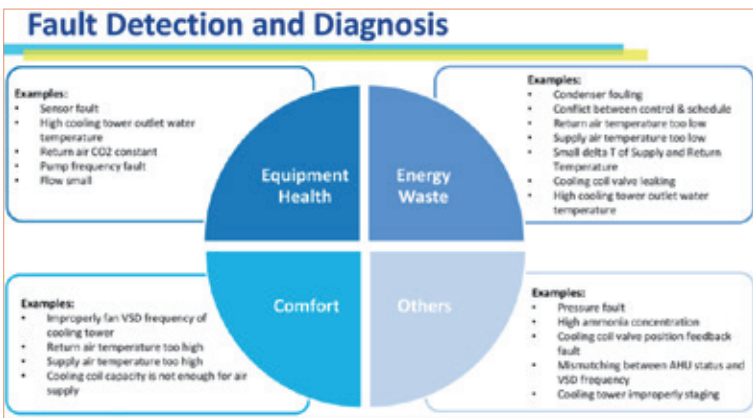 Fault Detection and Diagnosis
Examples:
• Sensor fault
• High cooling tower outlet water
temperature
• Return air CO2 constant
• Pump frequency fault
• Flow small
Equipment
Health
Energy
Waste
Examples:
• Condenser fouling
• Conflict between control & schedule
• Return air temperature too low
• Supply air temperature too low
• Small delta T of Supply and Return
Temperature
• Cooling coil valve leaking
• High cooling tower outlet water
temperature
Examples:
• Improperly fan VSD frequency of
cooling tower
• Return air temperature too high
• Supply air temperature too high
• Cooling coil capacity is not enough for air
supply
Comfort
Others
Examples:
• Pressure fault
• High ammonia concentration
• Cooling coil valve position feedback
fault
• Mismatching between AHU status and
VSD frequency
• Cooling tower improperly staging